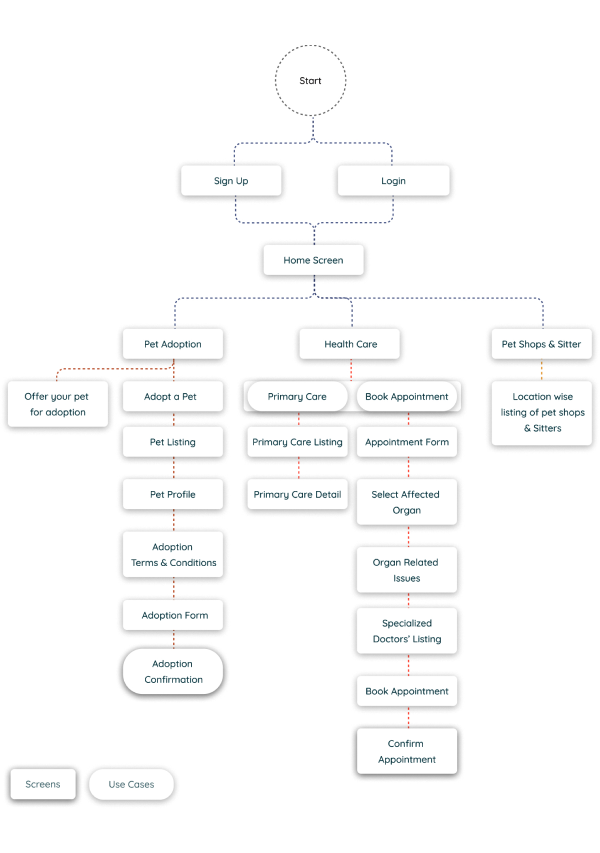 Start
Sign Up
Login
Home Screen
Pet Adoption
Health Care
Pet Shops & Sitter
Offer your pet
for adoption
Adopt a Pet
Primary Care
Book Appointment
Location wise
listing of pet shops
& Sitters
Pet Listing
Primary Care Listing
Appointment Form
Pet Profile
Primary Care Detail
Select Affected
Organ
Adoption
Terms & Conditions
Organ Related
Issues
Adoption Form
Specialized
Doctors' Listing
Adoption
Confirmation
Book Appointment
Confirm
Appointment
Screens
Use Cases